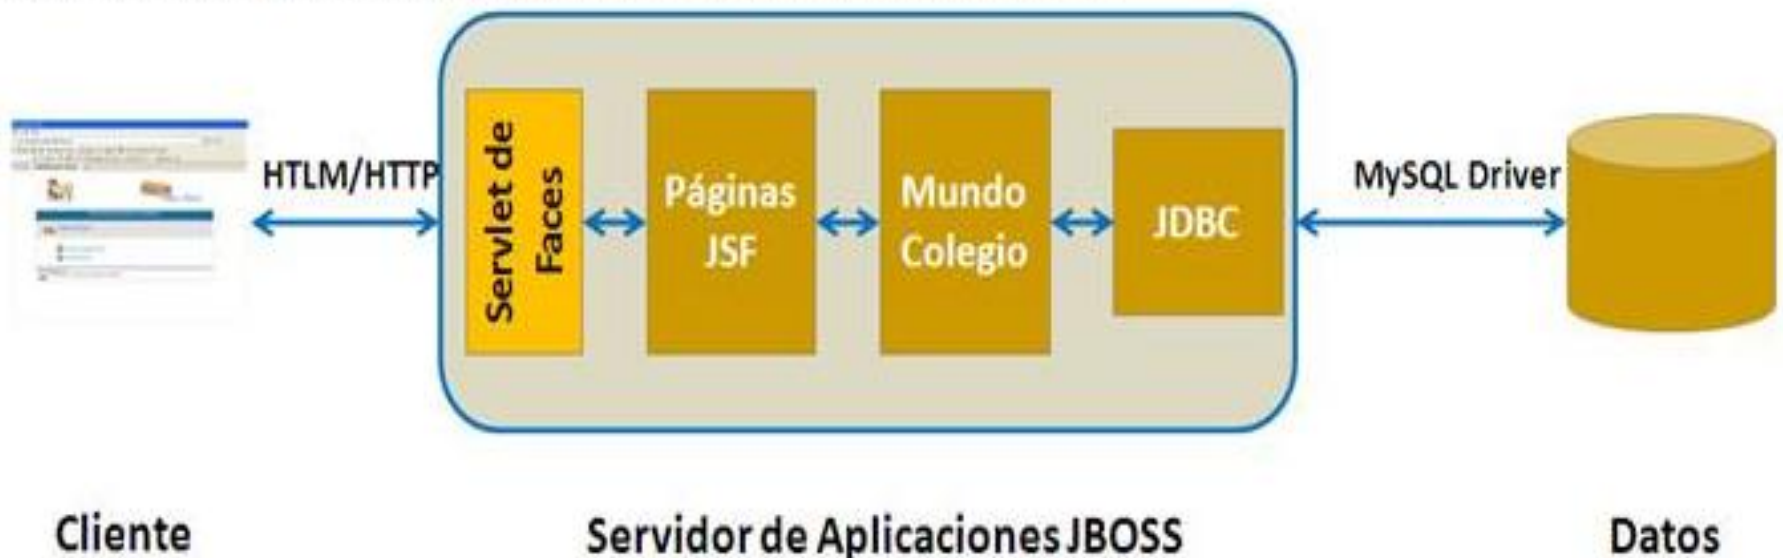 HTLM/HTTP
Servlet de
Faces
Páginas
JSF
Mundo
Colegio
JDBC
MySQL Driver
Cliente
Servidor de Aplicaciones JBOSS
Datos